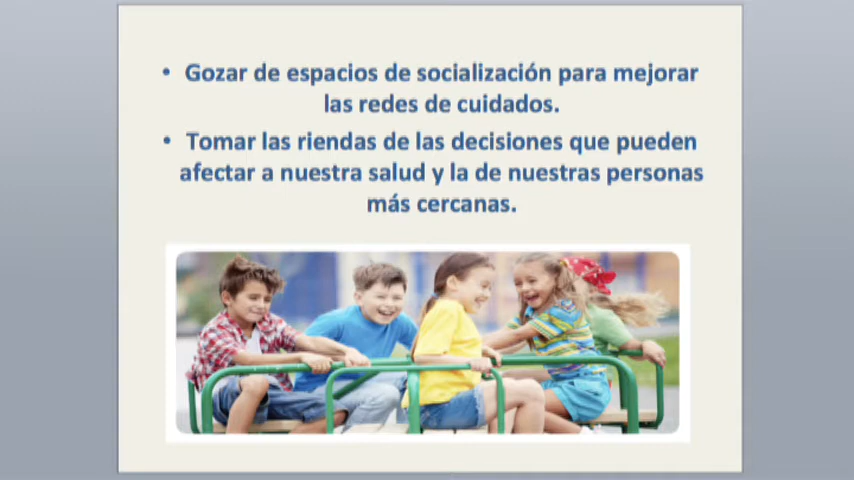 • Gozar de espacios de socialización para mejorar
las redes de cuidados.
• Tomar las riendas de las decisiones que pueden
afectar a nuestra salud y la de nuestras personas
más cercanas.